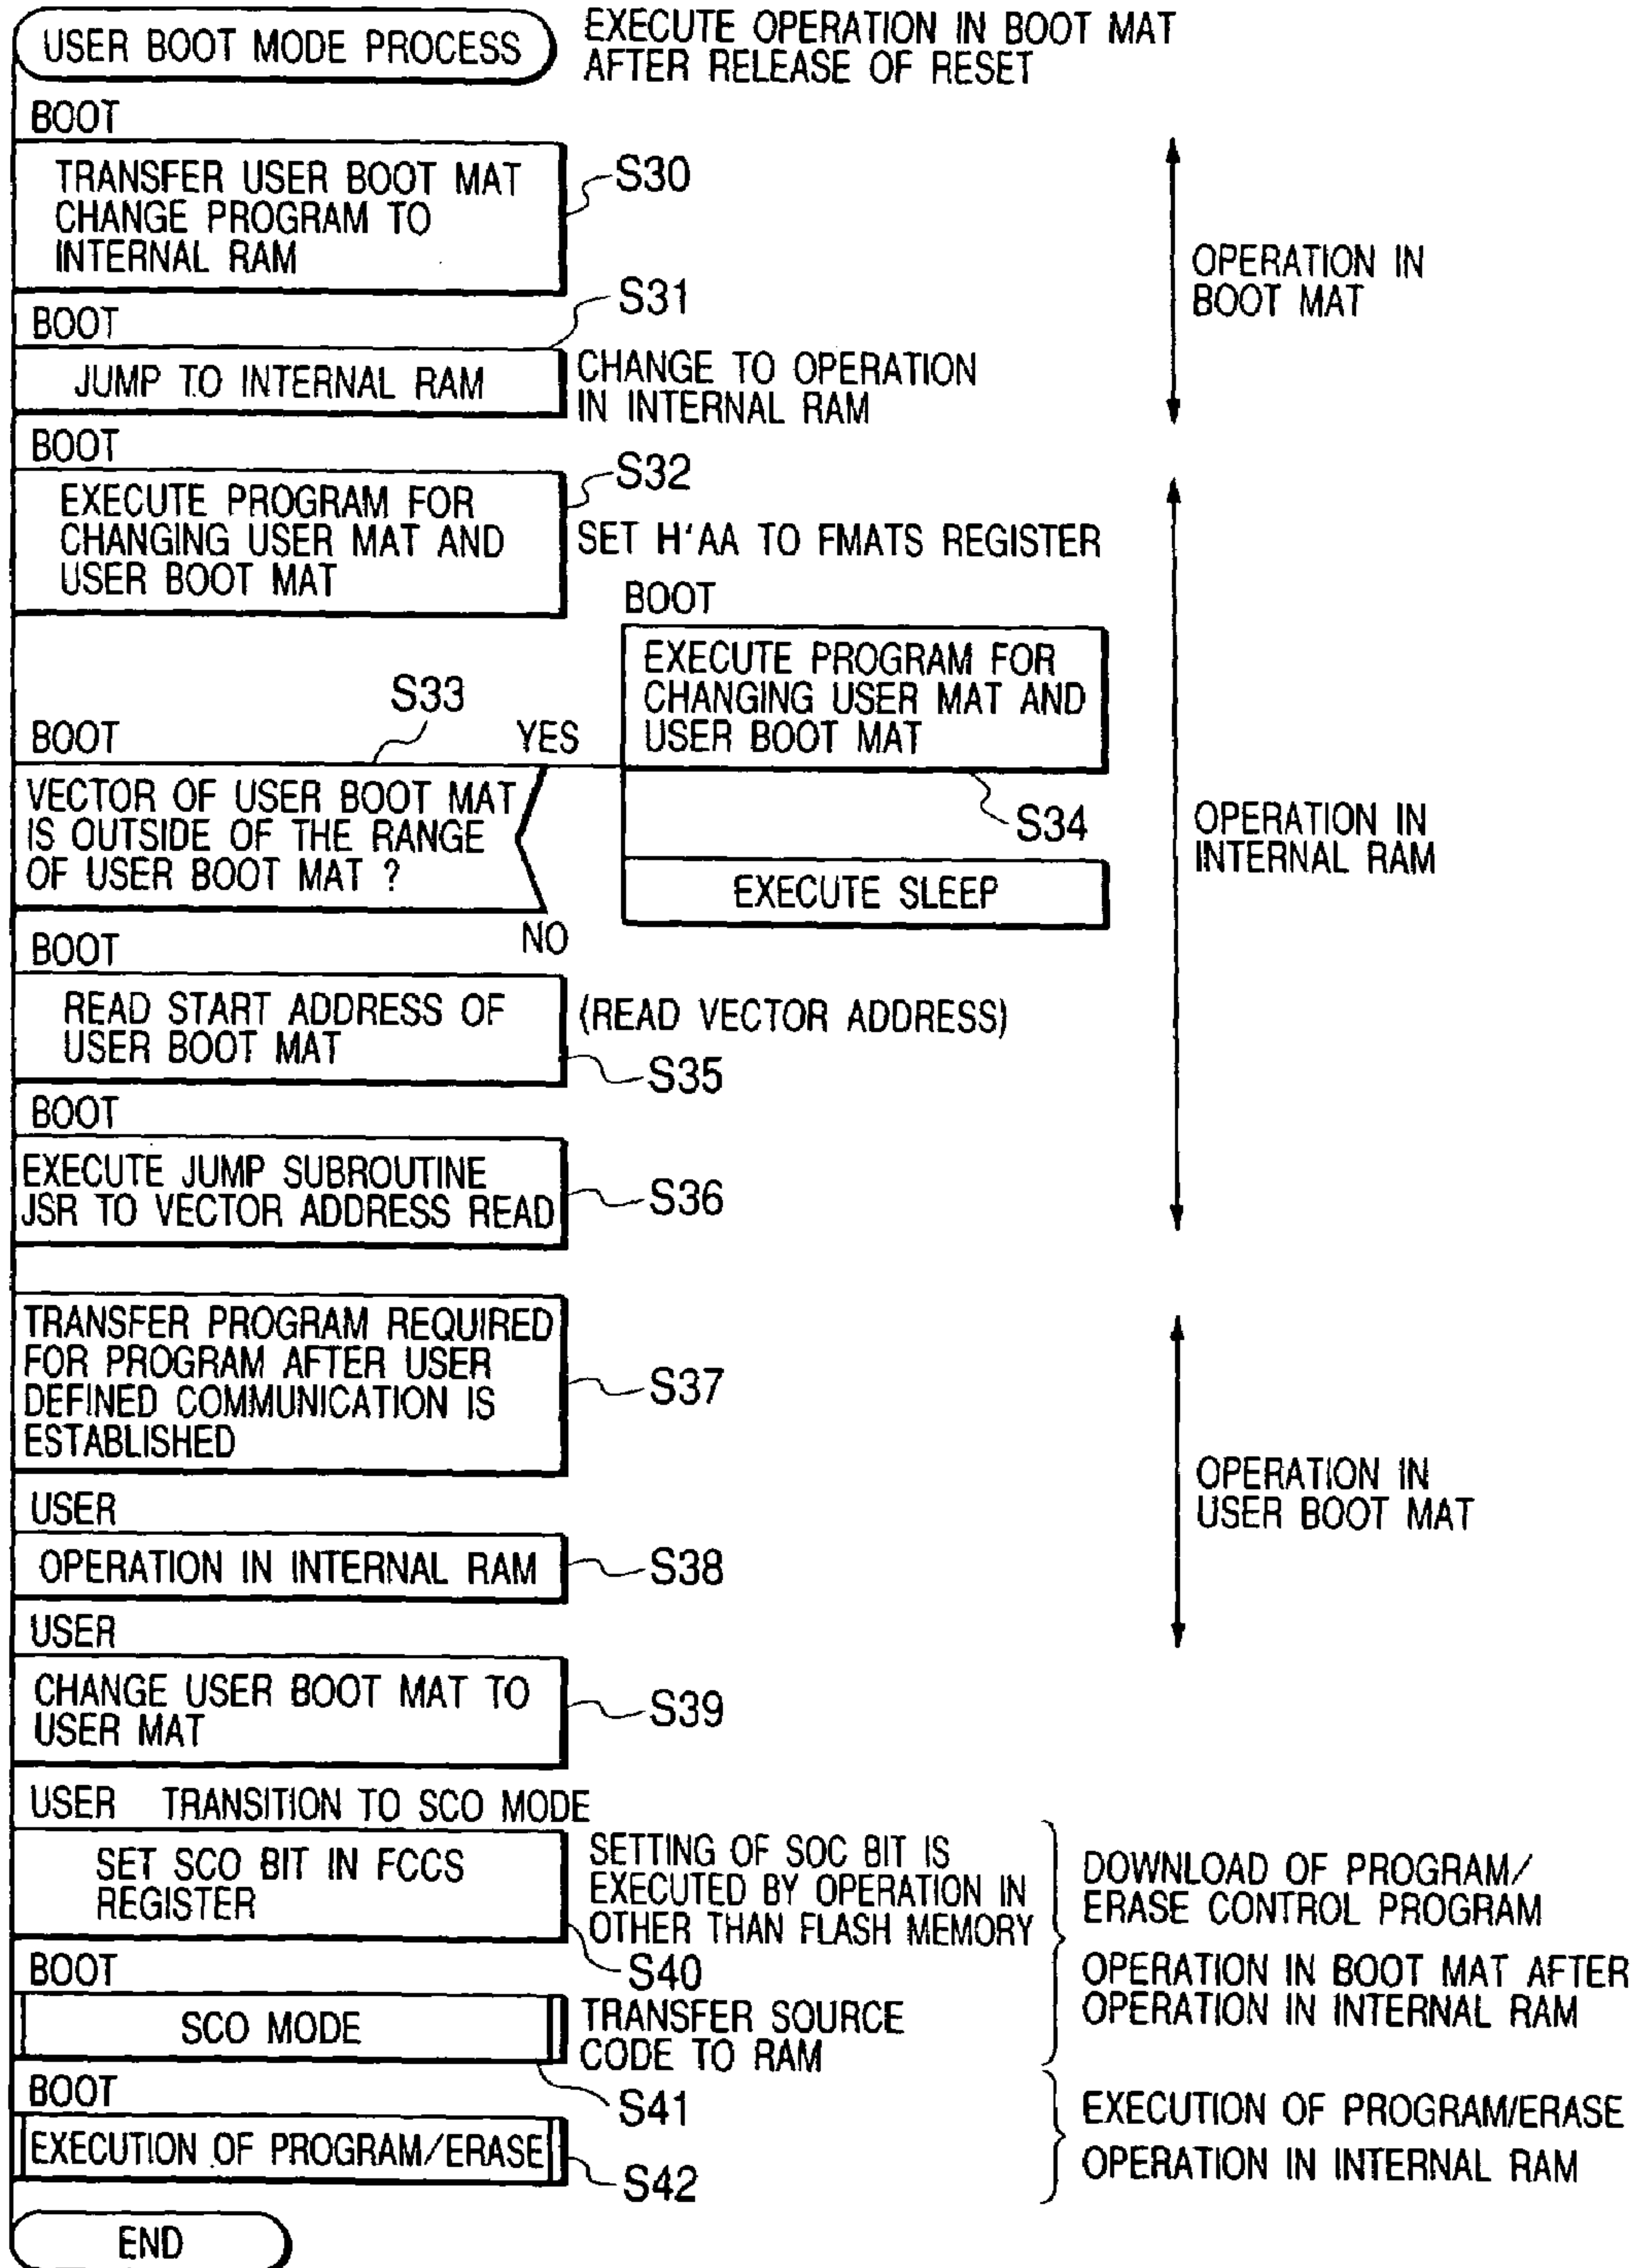 USER BOOT MODE PROCESS
EXECUTE OPERATION IN BOOT MAT
AFTER RELEASE OF RESET
BOOT
TRANSFER USER BOOT MAT
CHANGE PROGRAM TO
INTERNAL RAM
S30
OPERATION IN
BOOT MAT
BOOT
S31
JUMP TO INTERNAL RAM
CHANGE TO OPERATION
IN INTERNAL RAM
BOOT
S32
EXECUTE PROGRAM FOR
CHANGING USER MAT AND
USER BOOT MAT
SET H'AA TO FMATS REGISTER
BOOT
EXECUTE PROGRAM FOR
CHANGING USER MAT AND
USER BOOT MAT
S33
BOOT
YES
VECTOR OF USER BOOT MAT
IS OUTSIDE OF THE RANGE
OF USER BOOT MAT ?
S34
EXECUTE SLEEP
OPERATION IN
INTERNAL RAM
NO
BOOT
READ START ADDRESS OF
USER BOOT MAT
(READ VECTOR ADDRESS)
S35
BOOT
EXECUTE JUMP SUBROUTINE
JSR TO VECTOR ADDRESS READ
S36
TRANSFER PROGRAM REQUIRED
FOR PROGRAM AFTER USER
DEFINED COMMUNICATION IS
ESTABLISHED
S37
OPERATION IN
USER BOOT MAT
USER
OPERATION IN INTERNAL RAM
S38
USER
CHANGE USER BOOT MAT TO
USER MAT
S39
USER TRANSITION TO SCO MODE
SET SCO BIT IN FCCS
REGISTER
SETTING OF SOC BIT IS
EXECUTED BY OPERATION IN
OTHER THAN FLASH MEMORY
S40
DOWNLOAD OF PROGRAM/
ERASE CONTROL PROGRAM
OPERATION IN BOOT MAT AFTER
OPERATION IN INTERNAL RAM
BOOT
SCO MODE
TRANSFER SOURCE
CODE TO RAM
S41
BOOT
EXECUTION OF PROGRAM/ERASE
S42
EXECUTION OF PROGRAM/ERASE
OPERATION IN INTERNAL RAM
END